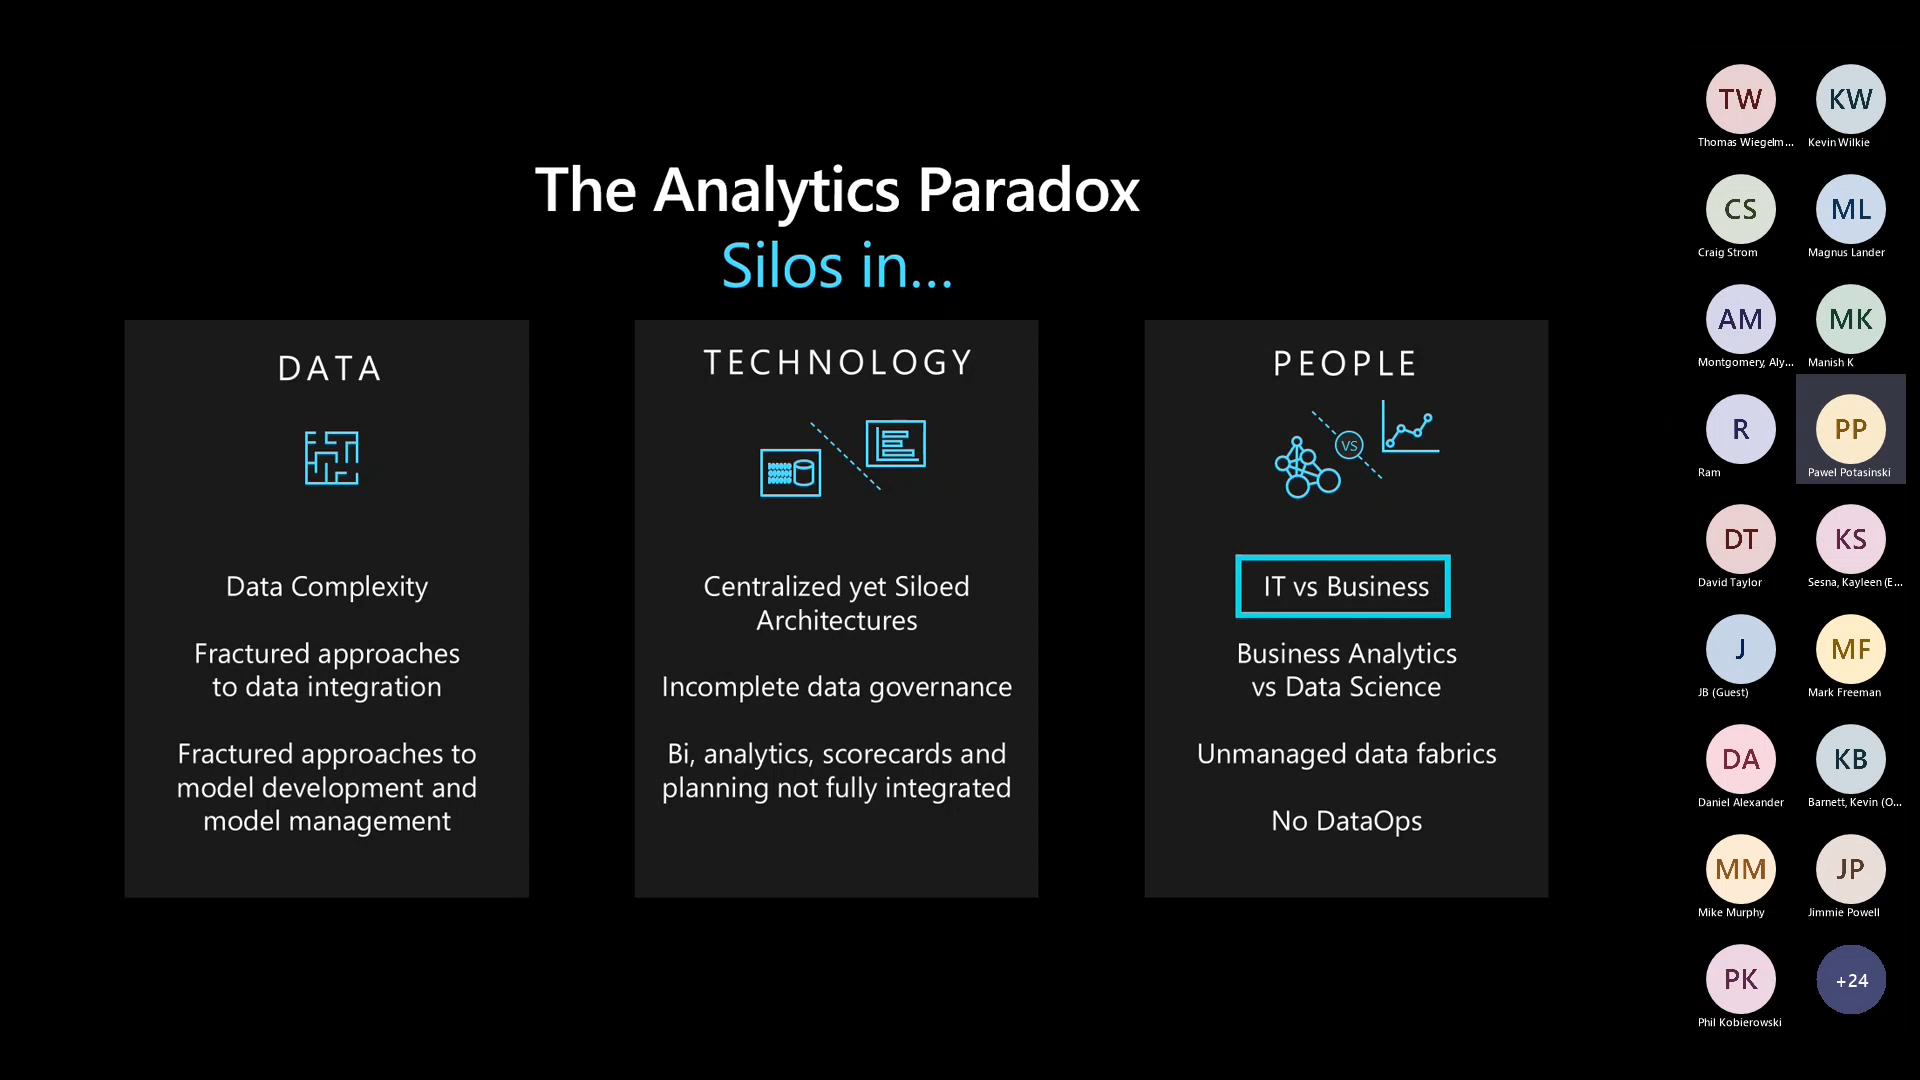 The Analytics Paradox
Silos in...
DATA
Data Complexity
Fractured approaches
to data integration
Fractured approaches to
model development and
model management
TECHNOLOGY
Centralized yet Siloed
Architectures
Incomplete data governance
Bi, analytics, scorecards and
planning not fully integrated
PEOPLE
VS
IT vs Business
Business Analytics
vs Data Science
Unmanaged data fabrics
No DataOps
TW
Thomas Wiegelm...
KW
Kevin Wilkie
CS
Craig Strom
ML
Magnus Lander
AM
Montgomery, Aly...
MK
Manish K
R
Ram
PP
Pawel Potasinski
DT
David Taylor
KS
Sesna, Kayleen (E...
J
JB (Guest)
MF
Mark Freeman
DA
Daniel Alexander
KB
Barnett, Kevin (O...
MM
Mike Murphy
JP
Jimmie Powell
PK
Phil Kobierowski
+24